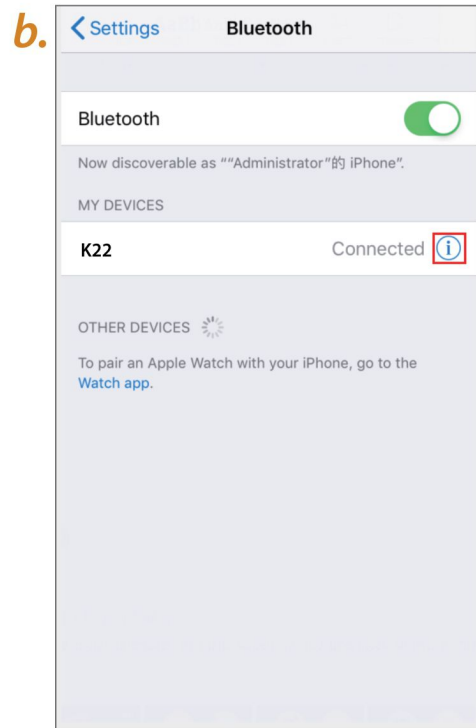 b.
Settings Bluetooth
Bluetooth
Now discoverable as ""Administrator"的 iPhone".
MY DEVICES
K22 Connected i
OTHER DEVICES
To pair an Apple Watch with your iPhone, go to the
Watch app.